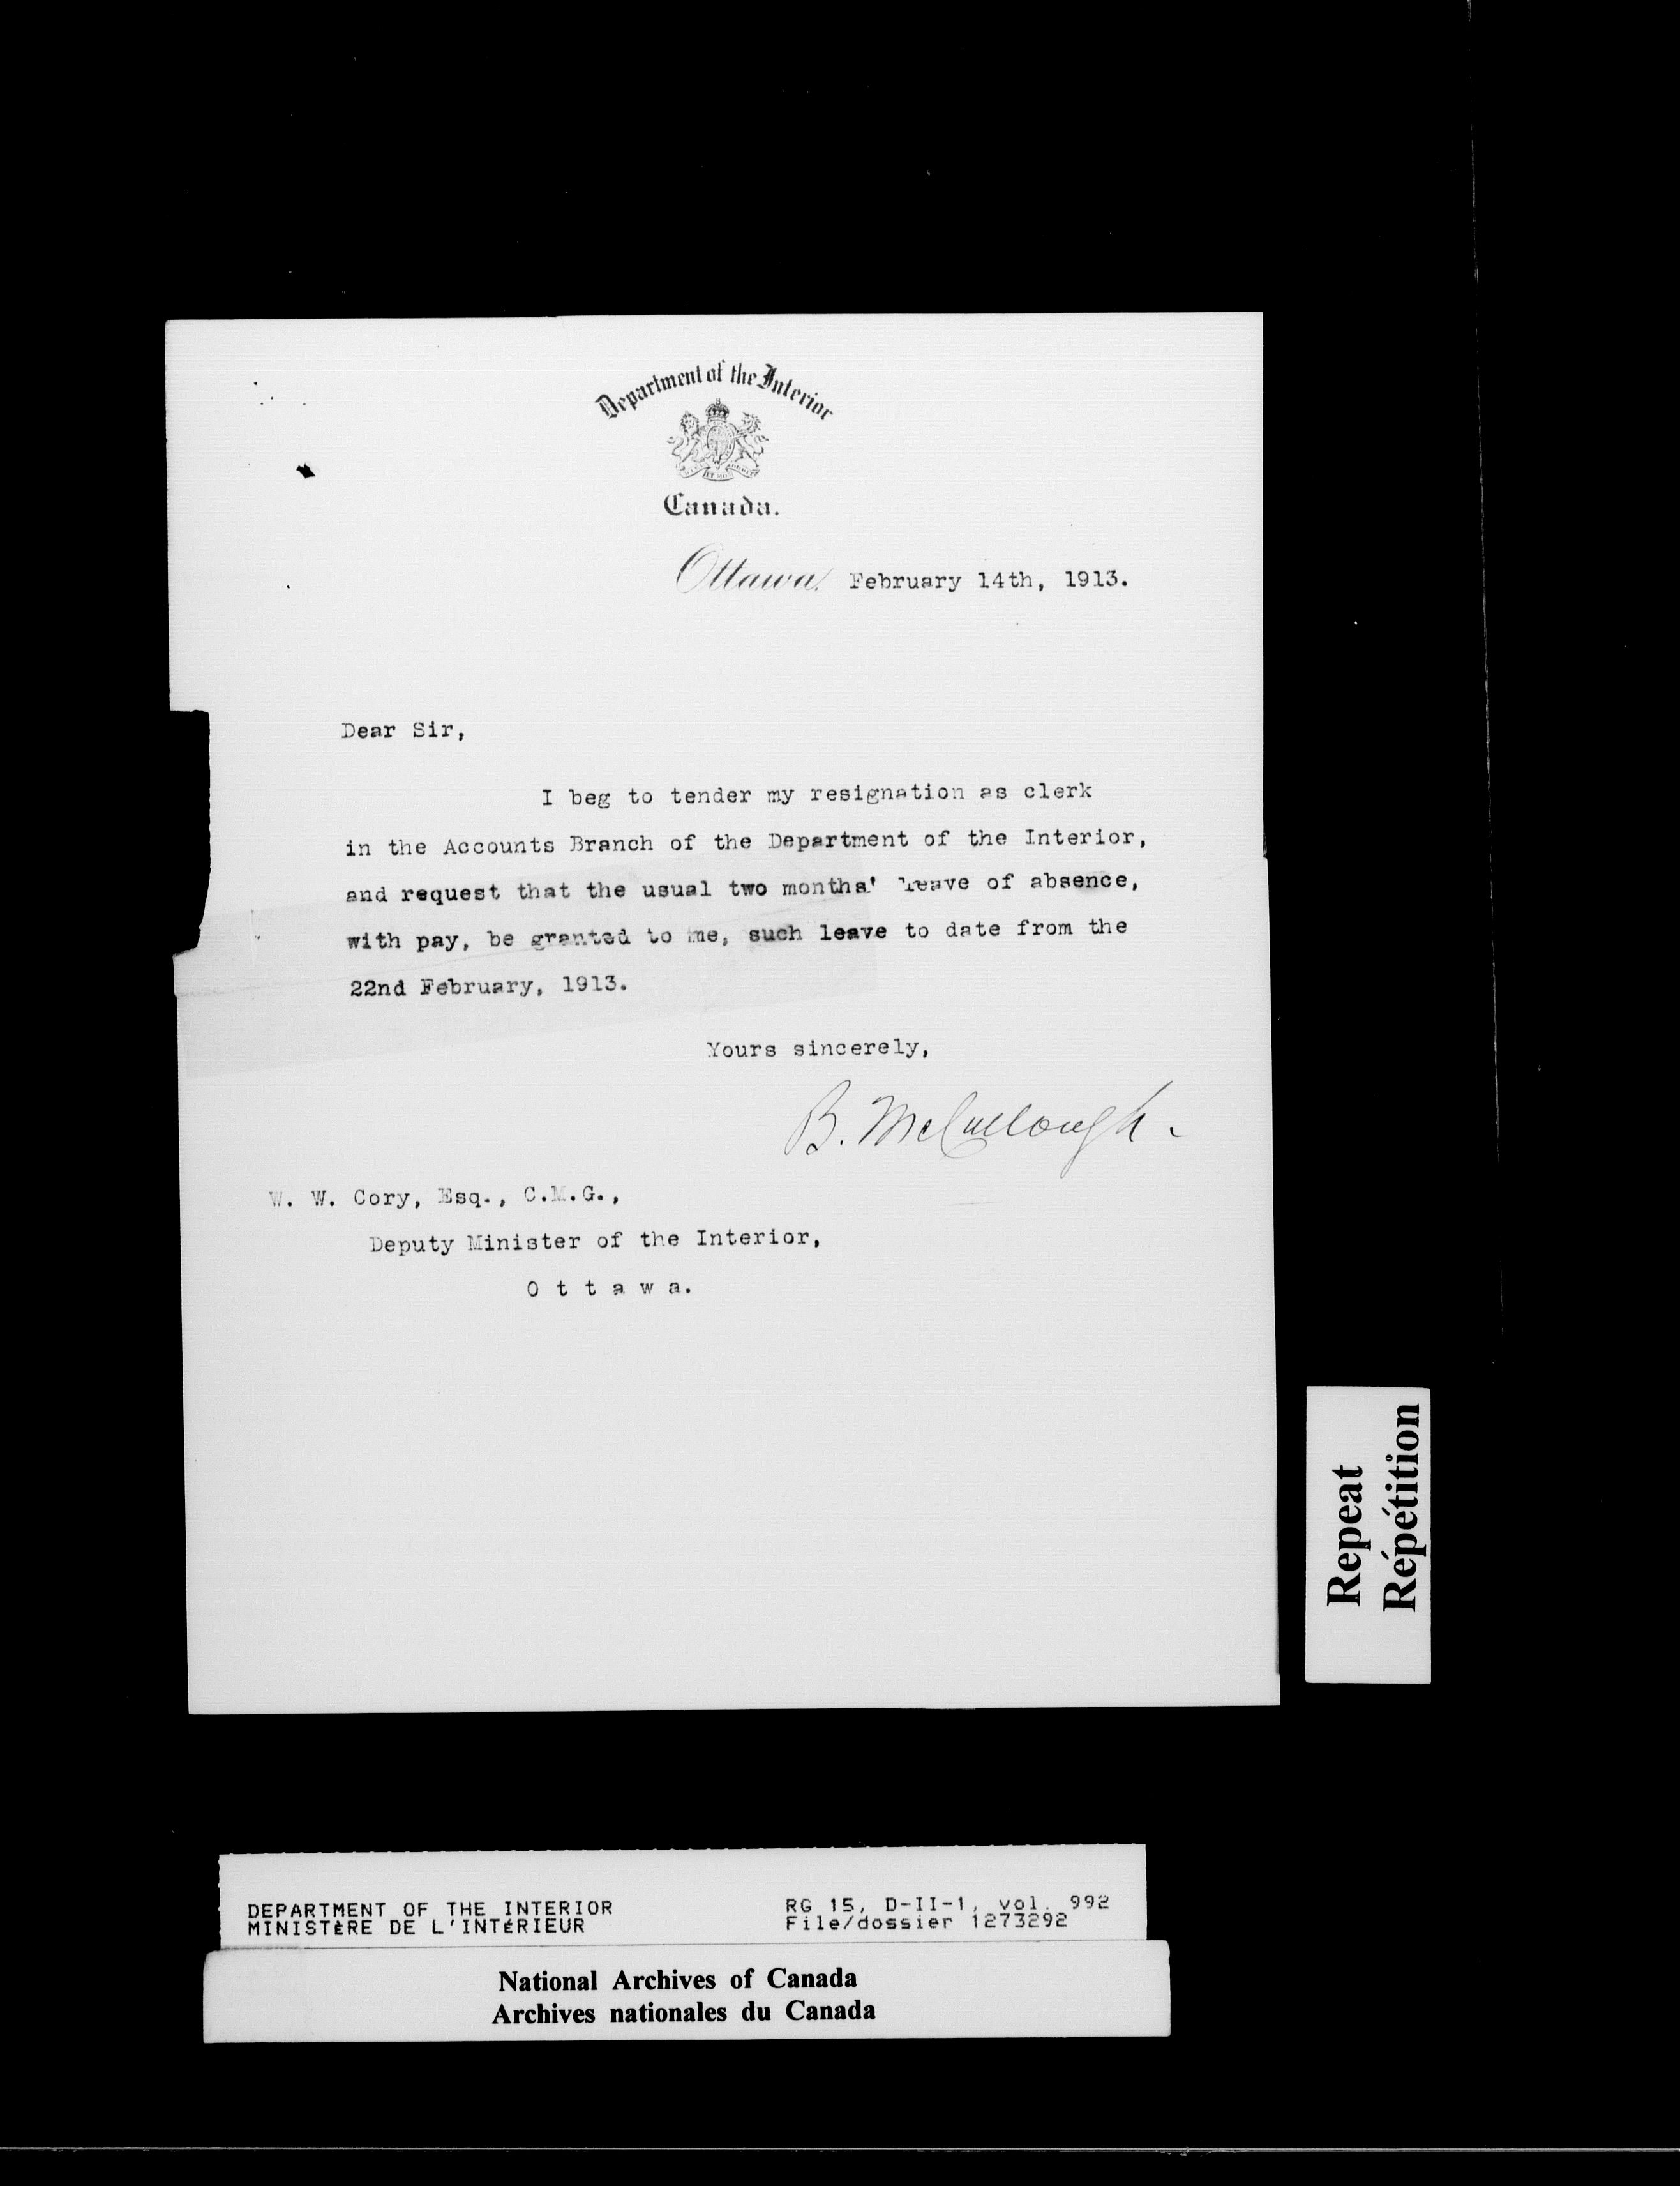 Department of the Interior
Canada.
Ottawa, February 14th, 1913.
Dear Sir,
I beg to tender my resignation as clerk
in the Accounts Branch of the Department of the Interior,
and request that the usual two months' leave of absence,
with pay, be granted to me, such leave to date from the
22nd February, 1913.
Yours sincerely,
B. McCullough.
W. W. Cory, Esq., C.M.G.,
Deputy Minister of the Interior,
O t t a w a.
Repeat
Répétition
DEPARTMENT OF THE INTERIOR RG 15, D-II-1, vol. 992
MINISTÈRE DE L'INTÉRIEUR File/dossier 1273292
National Archives of Canada
Archives nationales du Canada